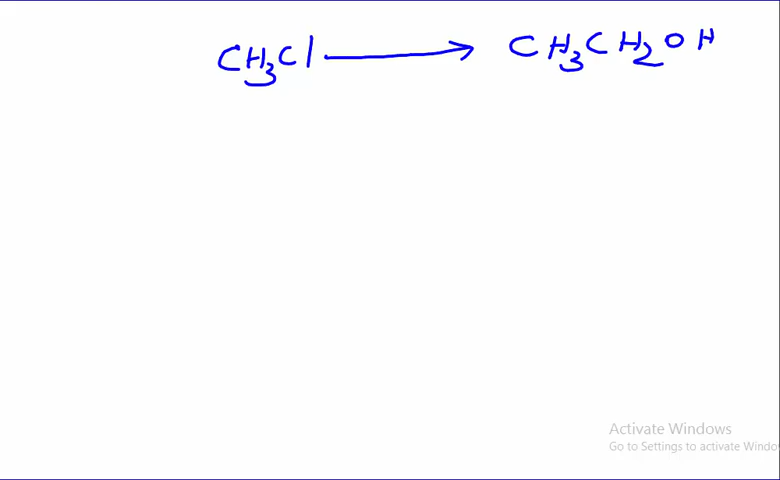 CH₃Cl → CH₃CH₂OH
Activate Windows
Go to Settings to activate Windo